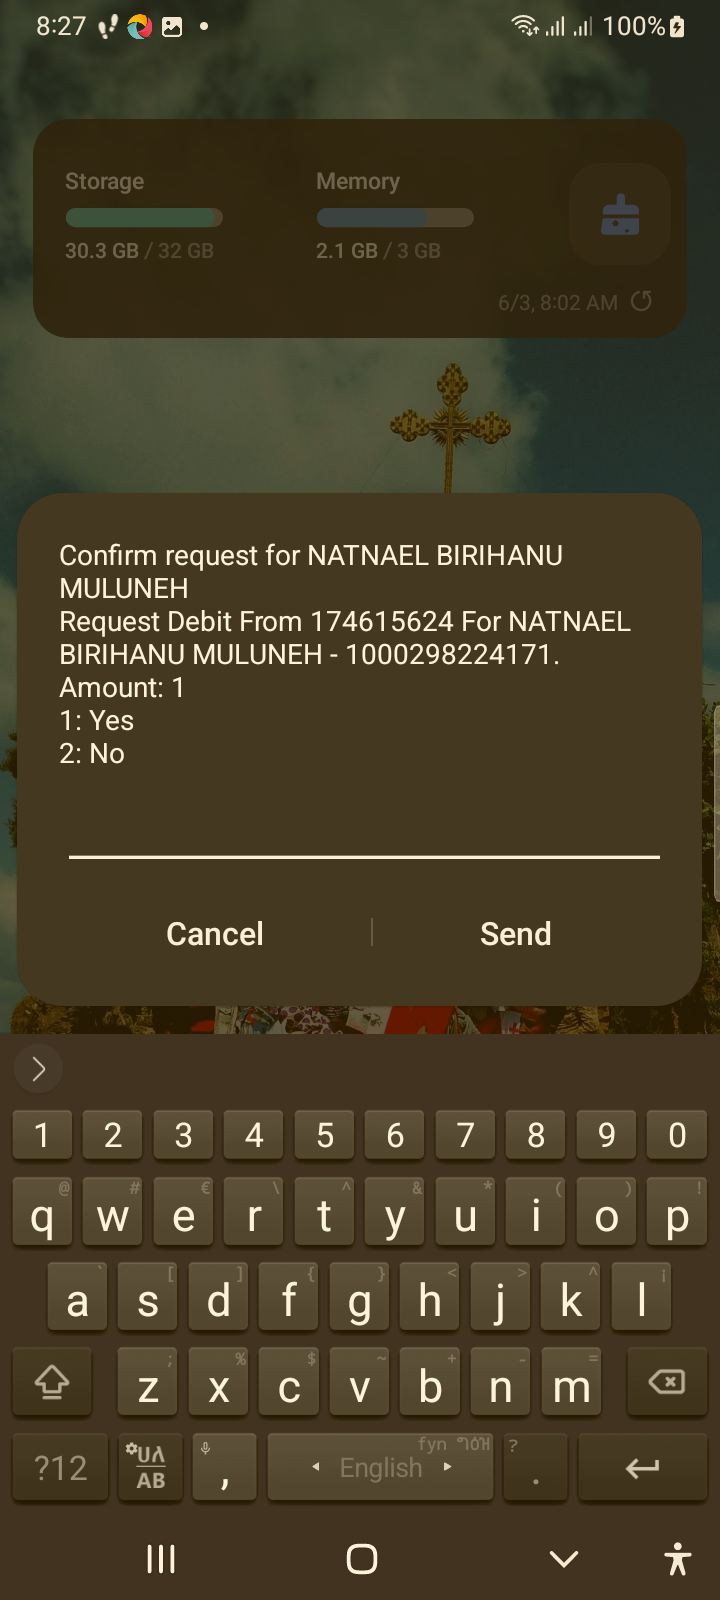 8:27 100%
Storage Memory
30.3 GB / 32 GB 2.1 GB / 3 GB
6/3, 8:02 AM
Confirm request for NATNAEL BIRIHANU
MULUNEH
Request Debit From 174615624 For NATNAEL
BIRIHANU MULUNEH - 1000298224171.
Amount: 1
1: Yes
2: No
Cancel Send
1 2 3 4 5 6 7 8 9 0
@ # € \ ^ & * ( ) !
q w e r t y u i o p
` [ ] { } < > ^ ¡
a s d f g h j k l
; % $ ~ + - =
z x c v b n m
fyn ?
?12 AB , English .